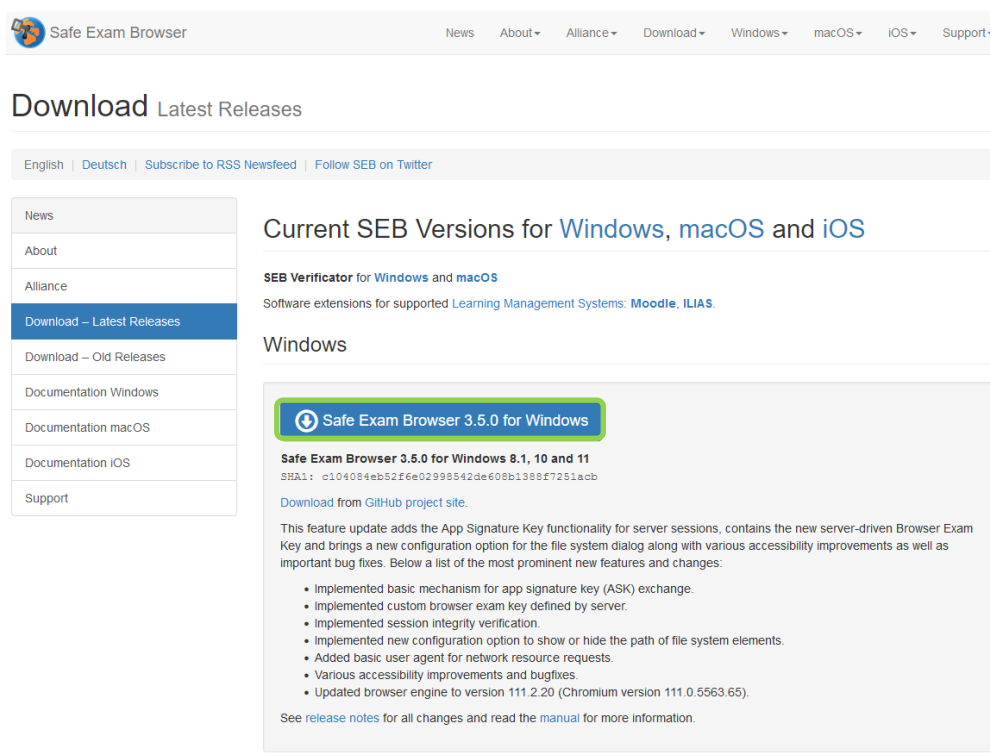 Safe Exam Browser
News About Alliance Download Windows macOS iOS Support
Download Latest Releases
English | Deutsch | Subscribe to RSS Newsfeed | Follow SEB on Twitter
News
About
Alliance
Download – Latest Releases
Download – Old Releases
Documentation Windows
Documentation macOS
Documentation iOS
Support
Current SEB Versions for Windows, macOS and iOS
SEB Verificator for Windows and macOS
Software extensions for supported Learning Management Systems: Moodle, ILIAS.
Windows
Safe Exam Browser 3.5.0 for Windows
Safe Exam Browser 3.5.0 for Windows 8.1, 10 and 11
SHA1: c104084eb52f6e02998542de608b1388f7251acb
Download from GitHub project site.
This feature update adds the App Signature Key functionality for server sessions, contains the new server-driven Browser Exam
Key and brings a new configuration option for the file system dialog along with various accessibility improvements as well as
important bug fixes. Below a list of the most prominent new features and changes:
• Implemented basic mechanism for app signature key (ASK) exchange.
• Implemented custom browser exam key defined by server.
• Implemented session integrity verification.
• Implemented new configuration option to show or hide the path of file system elements.
• Added basic user agent for network resource requests.
• Various accessibility improvements and bugfixes.
• Updated browser engine to version 111.2.20 (Chromium version 111.0.5563.65).
See release notes for all changes and read the manual for more information.